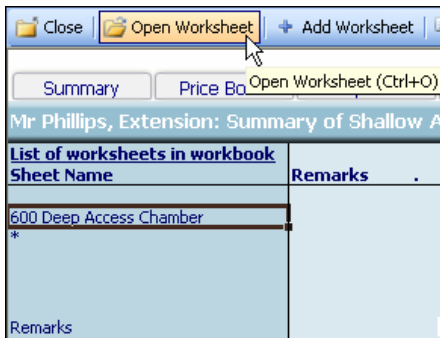 Close Open Worksheet Add Worksheet
Open Worksheet (Ctrl+O)
Summary Price Bo
Mr Phillips, Extension: Summary of Shallow A
List of worksheets in workbook
Sheet Name Remarks .
600 Deep Access Chamber
*
Remarks